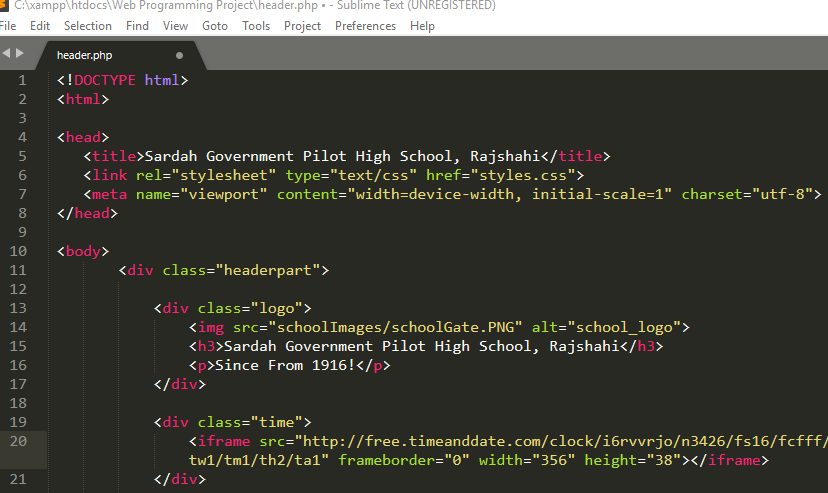 C:\xampp\htdocs\Web Programming Project\header.php • - Sublime Text (UNREGISTERED)
File Edit Selection Find View Goto Tools Project Preferences Help
header.php
1 <!DOCTYPE html>
2 <html>
3
4 <head>
5 <title>Sardah Government Pilot High School, Rajshahi</title>
6 <link rel="stylesheet" type="text/css" href="styles.css">
7 <meta name="viewport" content="width=device-width, initial-scale=1" charset="utf-8">
8 </head>
9
10 <body>
11 <div class="headerpart">
12
13 <div class="logo">
14 <img src="schoolImages/schoolGate.PNG" alt="school_logo">
15 <h3>Sardah Government Pilot High School, Rajshahi</h3>
16 <p>Since From 1916!</p>
17 </div>
18
19 <div class="time">
20 <iframe src="http://free.timeanddate.com/clock/i6rvvrjo/n3426/fs16/fcfff/
tw1/tm1/th2/ta1" frameborder="0" width="356" height="38"></iframe>
21 </div>